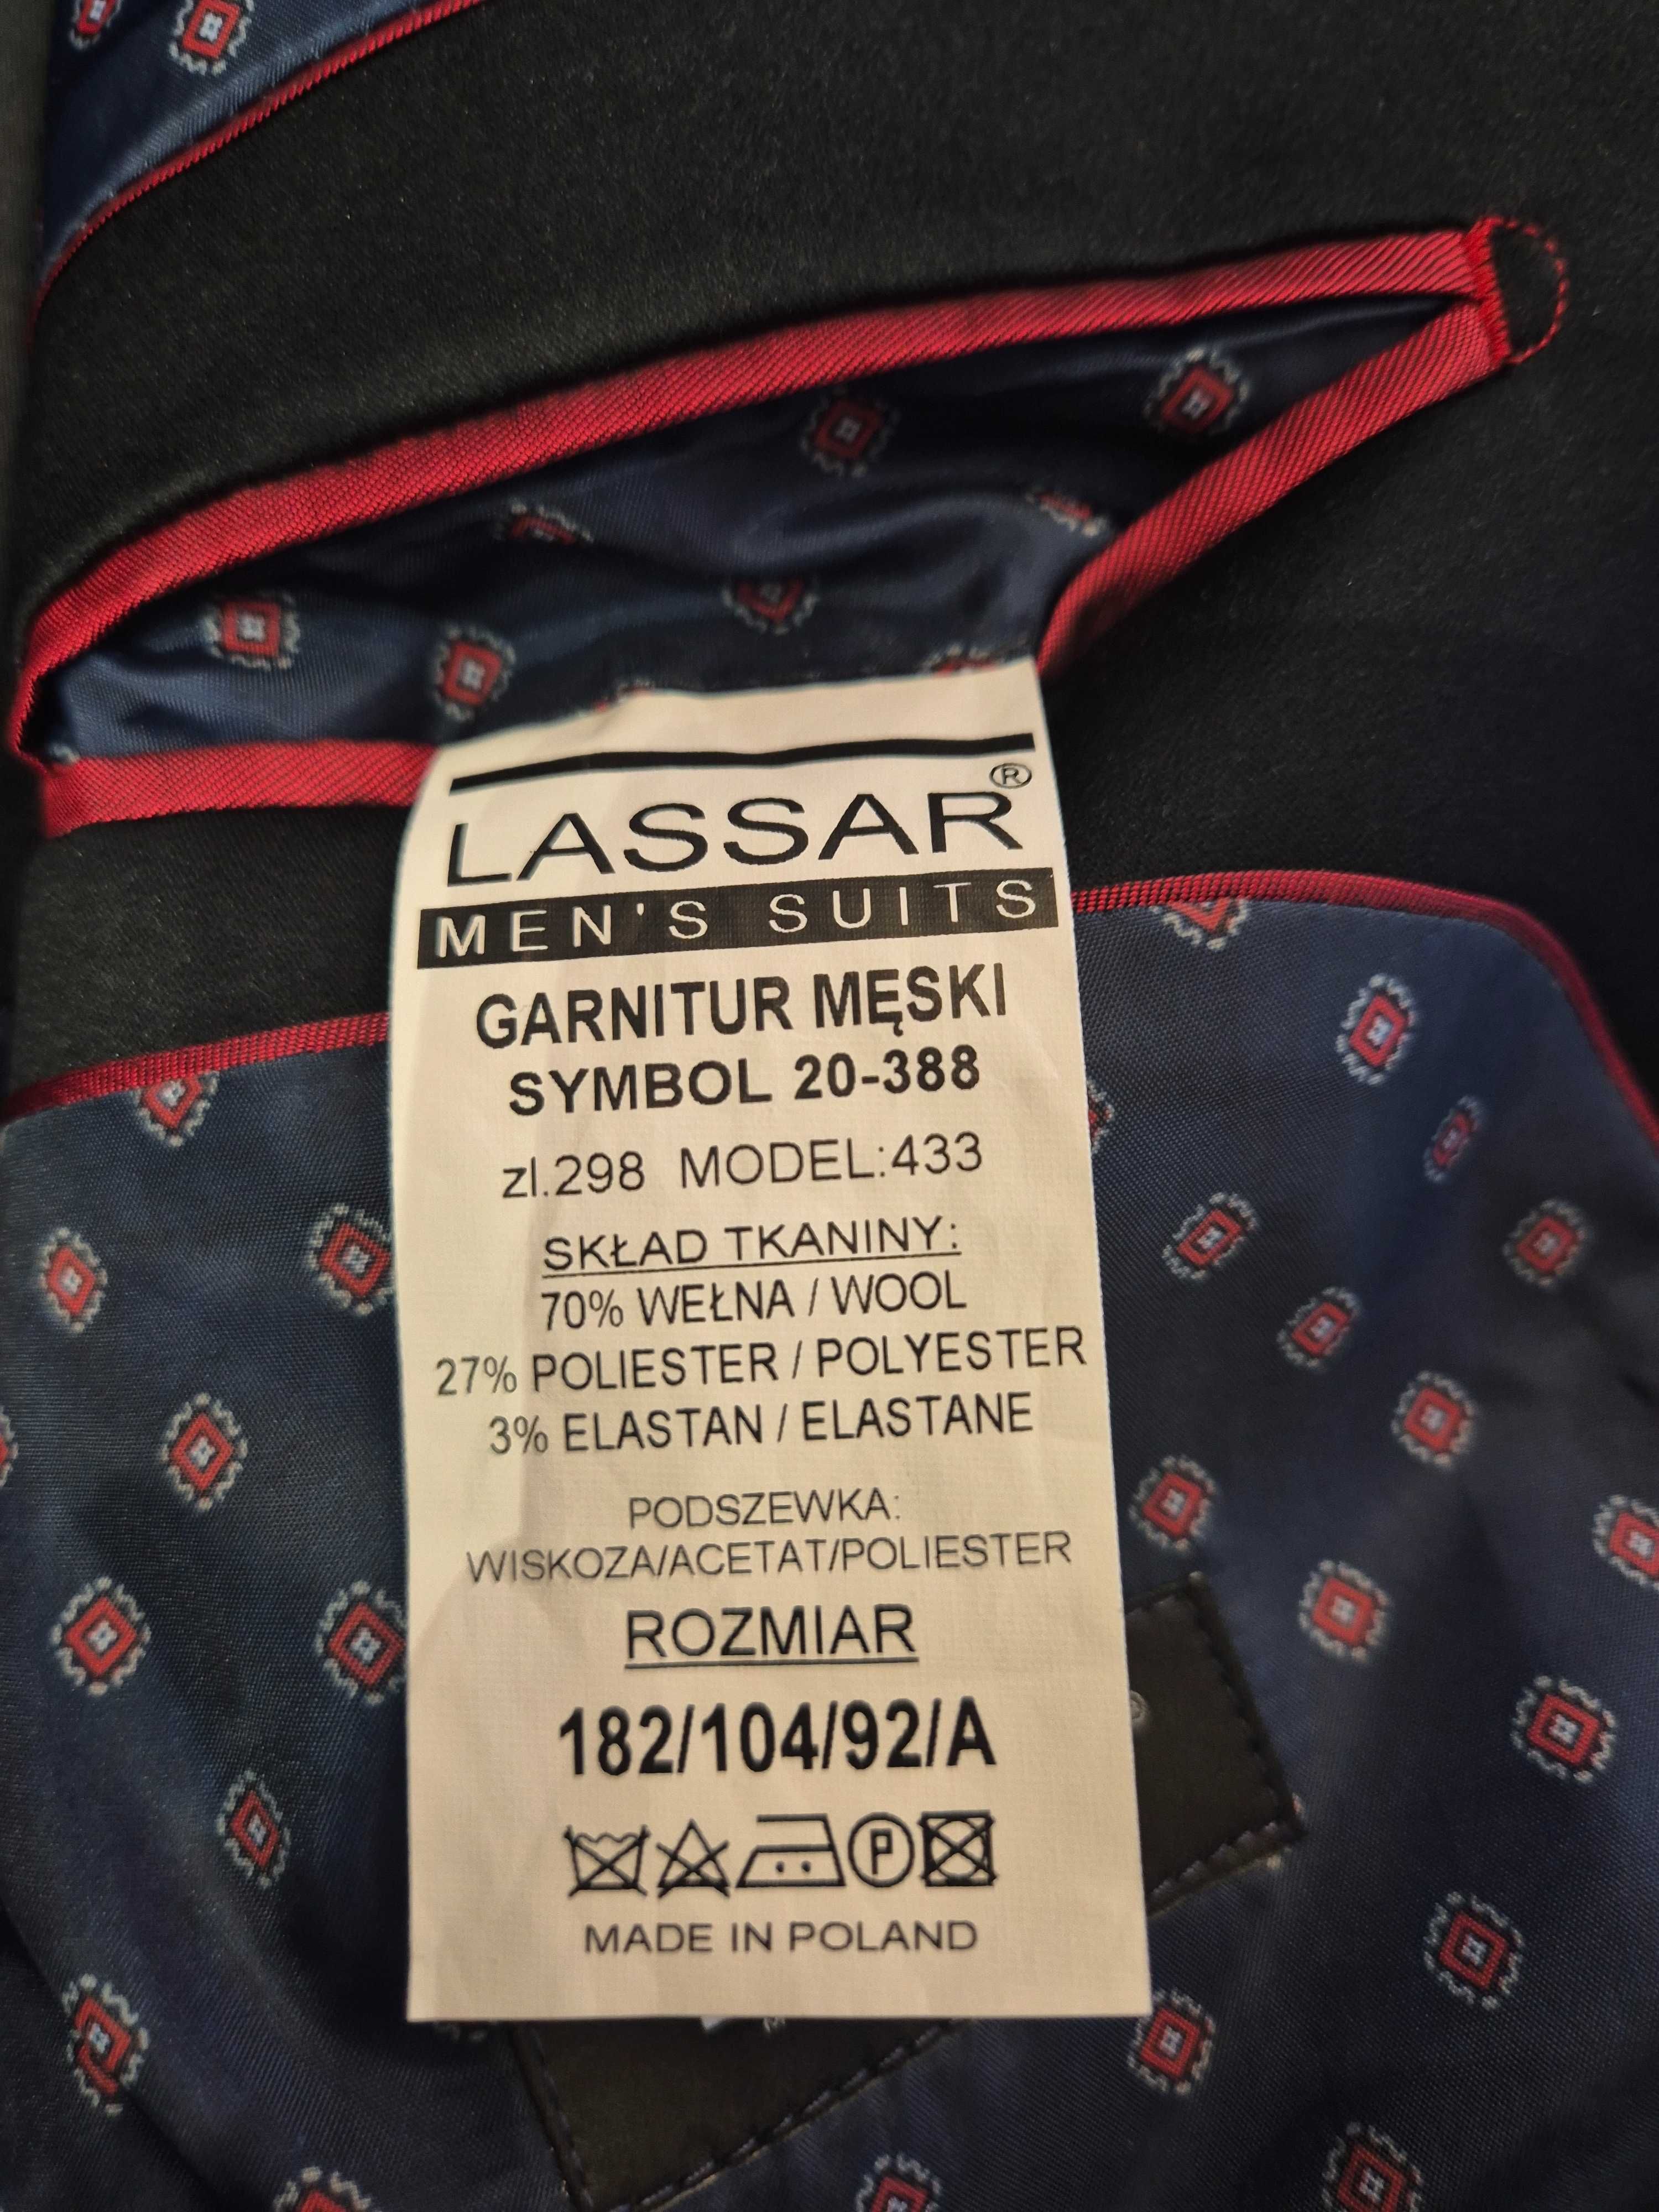 LASSAR®
MEN'S SUITS
GARNITUR MĘSKI
SYMBOL 20-388
zl.298 MODEL:433
SKŁAD TKANINY:
70% WEŁNA / WOOL
27% POLIESTER / POLYESTER
3% ELASTAN / ELASTANE
PODSZEWKA:
WISKOZA/ACETAT/POLIESTER
ROZMIAR
182/104/92/A
P
MADE IN POLAND